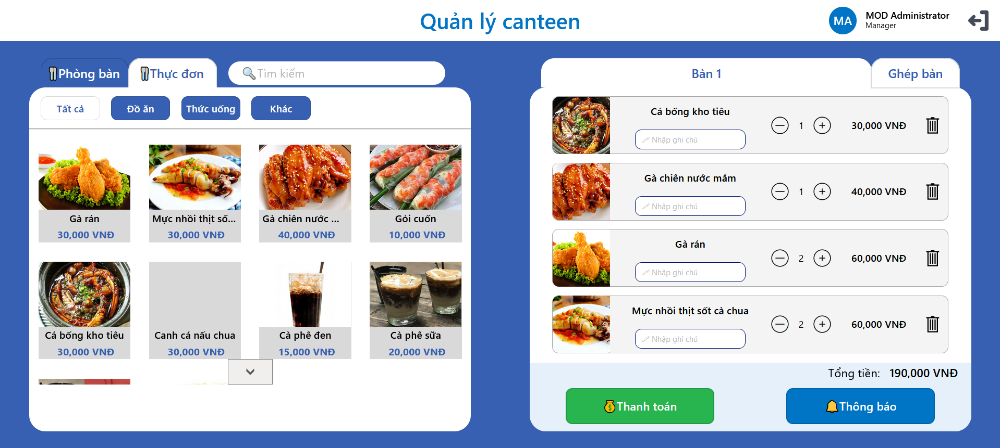 Quản lý canteen
MA
MOD Administrator
Manager
Phòng bàn
Thực đơn
Tìm kiếm
Tất cả
Đồ ăn
Thức uống
Khác
Gà rán
30,000 VNĐ
Mực nhồi thịt số...
30,000 VNĐ
Gà chiên nước ...
40,000 VNĐ
Gỏi cuốn
10,000 VNĐ
Cá bống kho tiêu
30,000 VNĐ
Canh cá nấu chua
30,000 VNĐ
Cà phê đen
15,000 VNĐ
Cà phê sữa
20,000 VNĐ
Bàn 1
Ghép bàn
Cá bống kho tiêu
Nhập ghi chú
1
30,000 VNĐ
Gà chiên nước mắm
Nhập ghi chú
1
40,000 VNĐ
Gà rán
Nhập ghi chú
2
60,000 VNĐ
Mực nhồi thịt sốt cà chua
Nhập ghi chú
2
60,000 VNĐ
Tổng tiền: 190,000 VNĐ
Thanh toán
Thông báo